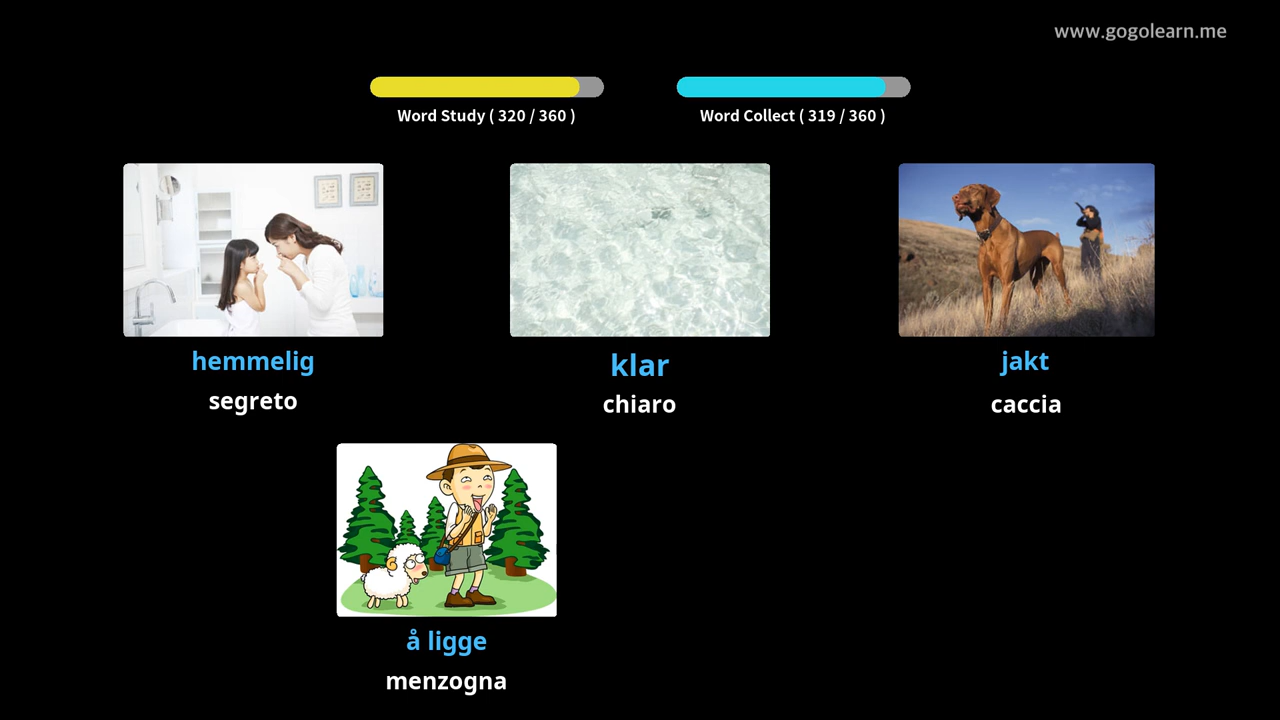 www.gogolearn.me
Word Study ( 320 / 360 )
Word Collect ( 319 / 360 )
hemmelig
segreto
klar
chiaro
jakt
caccia
å ligge
menzogna